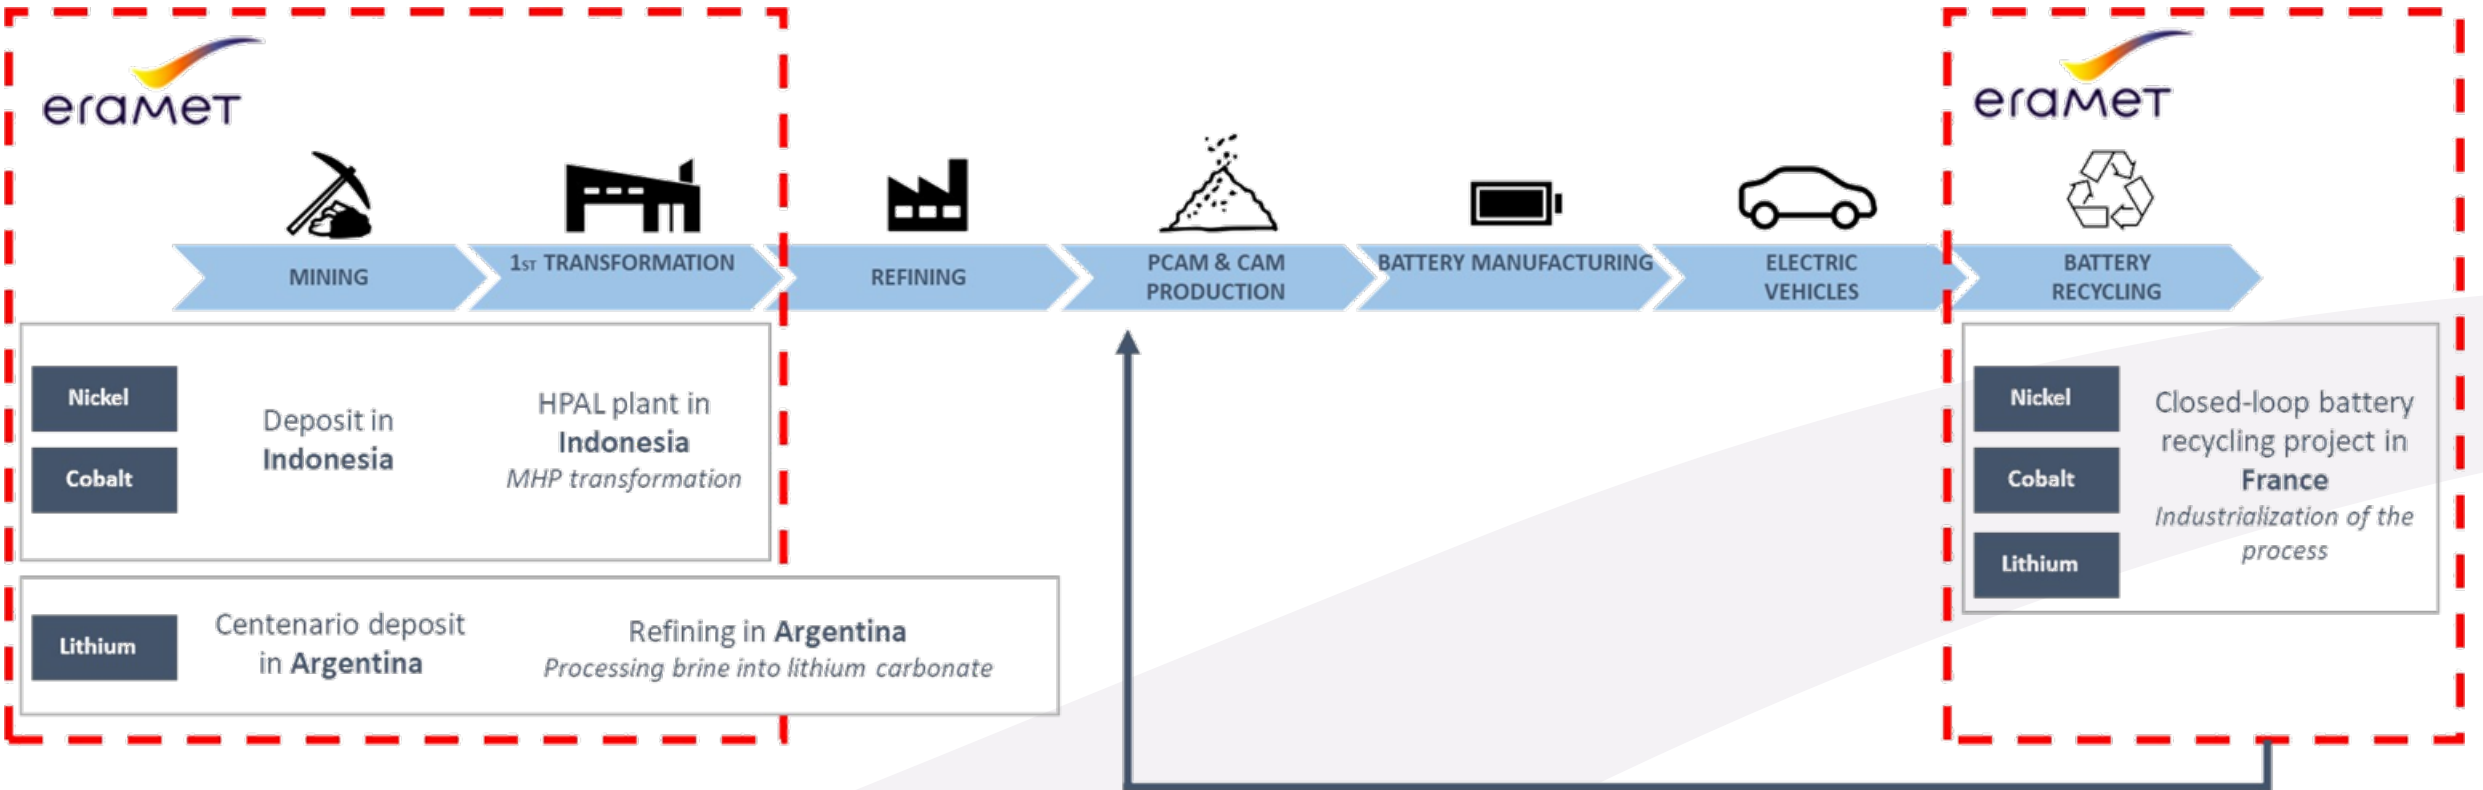 eramet
eramet
MINING
1ST TRANSFORMATION
REFINING
PCAM & CAM
PRODUCTION
BATTERY MANUFACTURING
ELECTRIC
VEHICLES
BATTERY
RECYCLING
Nickel
Cobalt
Deposit in
Indonesia
HPAL plant in
Indonesia
MHP transformation
Lithium
Centenario deposit
in Argentina
Refining in Argentina
Processing brine into lithium carbonate
Nickel
Cobalt
Lithium
Closed-loop battery
recycling project in
France
Industrialization of the
process